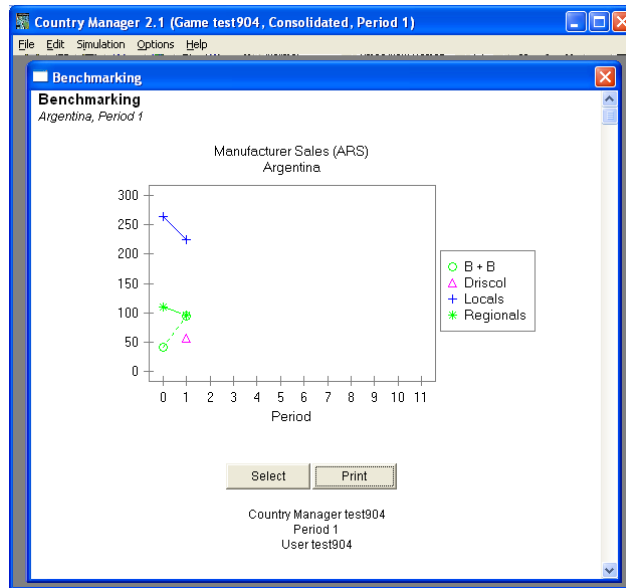 Country Manager 2.1 (Game test904, Consolidated, Period 1)
File Edit Simulation Options Help
Benchmarking
Benchmarking
Argentina, Period 1
Manufacturer Sales (ARS)
Argentina
300
250
200
150
100
50
0
0 1 2 3 4 5 6 7 8 9 10 11
Period
B + B
Driscol
Locals
Regionals
Select Print
Country Manager test904
Period 1
User test904